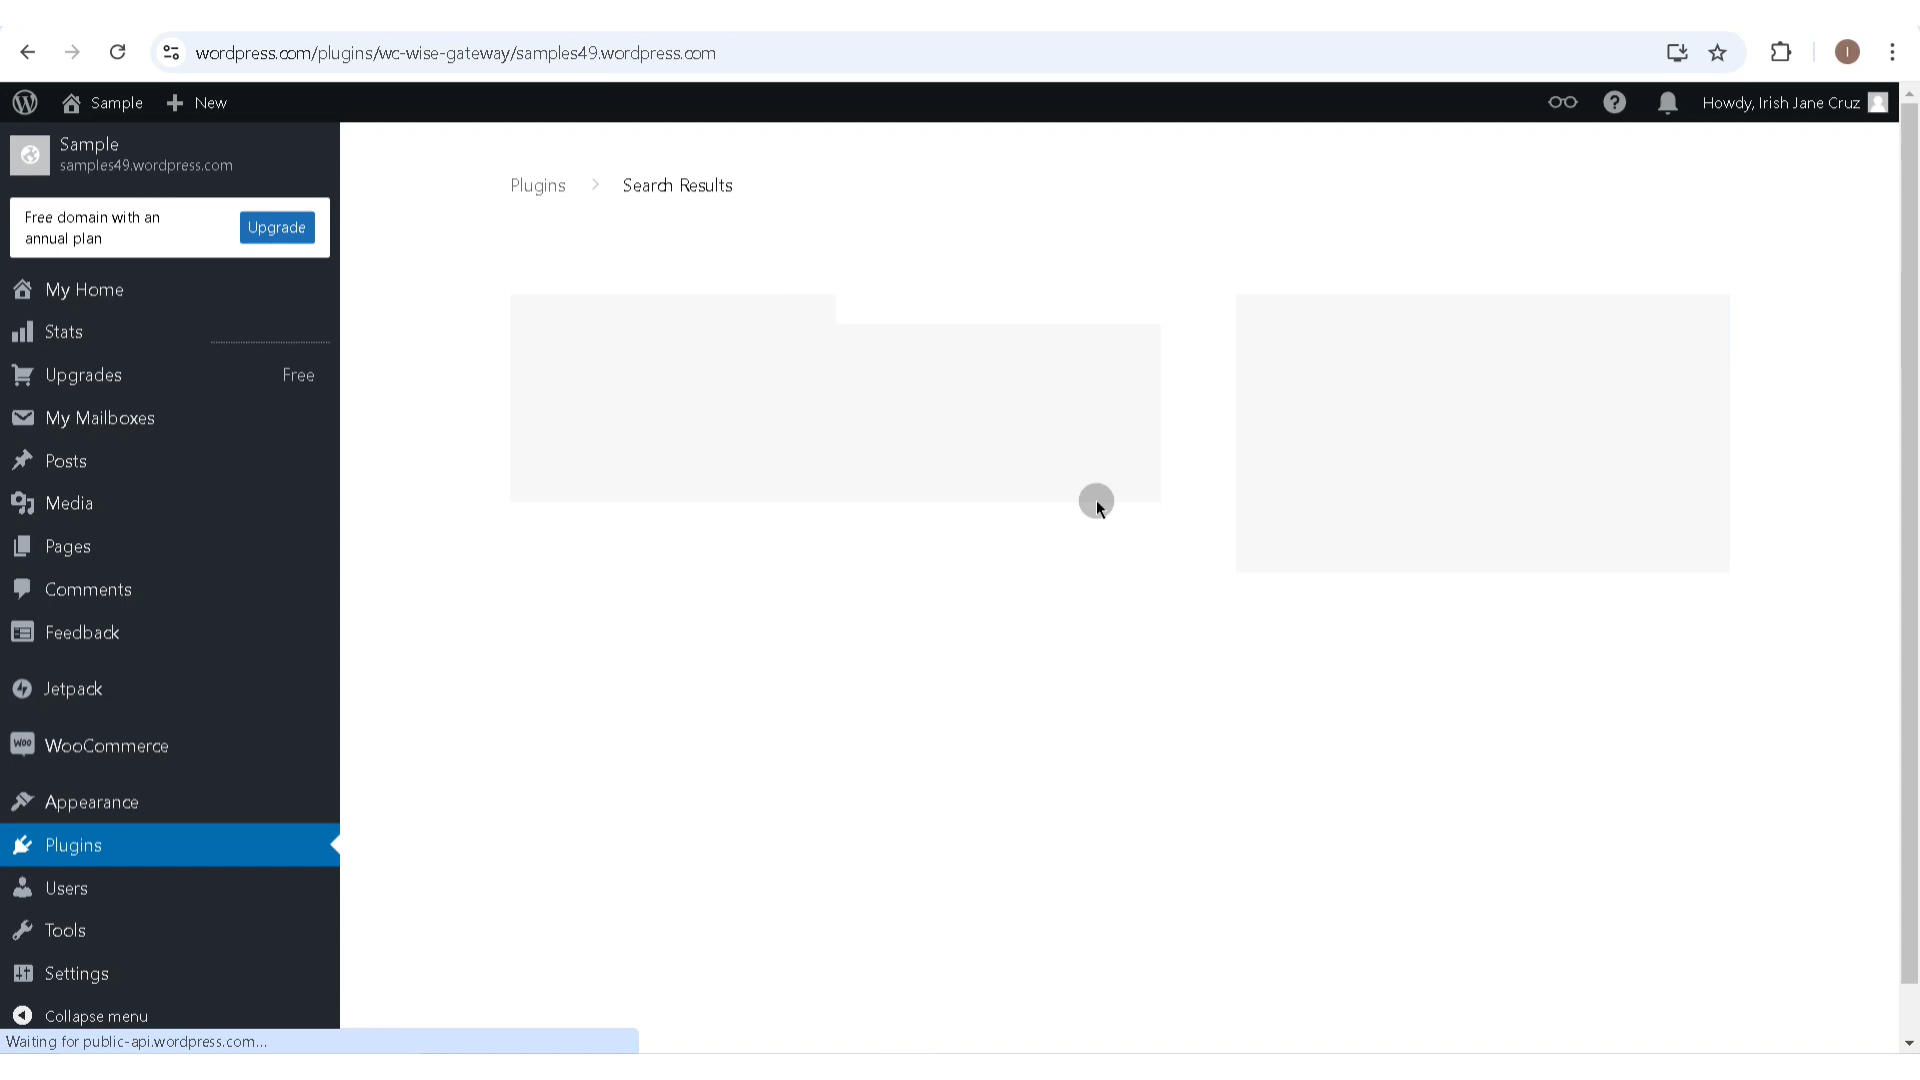 wordpress.com/plugins/wc-wise-gateway/samples49.wordpress.com
I
Sample
New
Howdy, Irish Jane Cruz
Sample
samples49.wordpress.com
Free domain with an
annual plan
Upgrade
Plugins
Search Results
My Home
Stats
Upgrades
Free
My Mailboxes
Posts
Media
Pages
Comments
Feedback
Jetpack
Woo
WooCommerce
Appearance
Plugins
Users
Tools
Settings
Collapse menu
Waiting for public-api.wordpress.com...